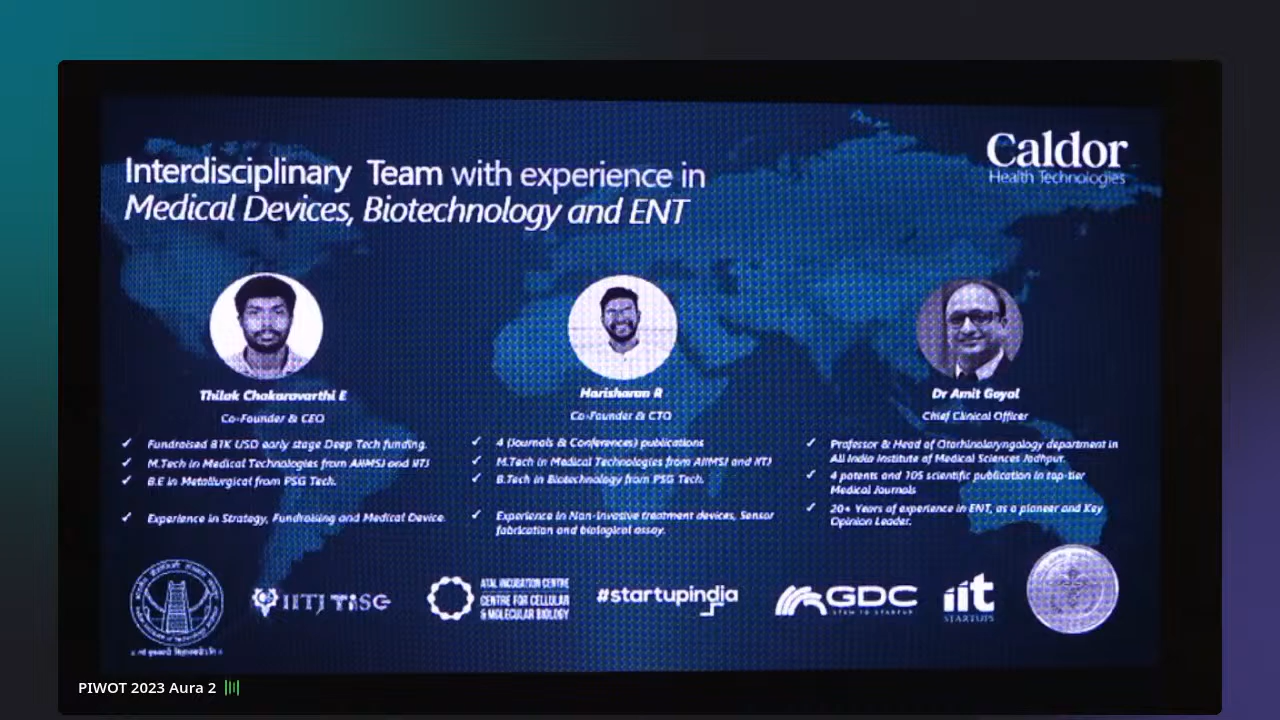 Caldor
Health Technologies
Interdisciplinary Team with experience in
Medical Devices, Biotechnology and ENT
Thilak Chakaravarthi E
Co-Founder & CEO
Fundraised 81K USD early stage Deep Tech funding.
M.Tech in Medical Technologies from AIIMSJ and IITJ
B.E in Metallurgical from PSG Tech.
Experience in Strategy, Fundraising and Medical Device.
Harisharan R
Co-Founder & CTO
4 (Journals & Conferences) publications
M.Tech in Medical Technologies from AIIMSJ and IITJ
B.Tech in Biotechnology from PSG Tech.
Experience in Non-Invasive treatment devices, Sensor
fabrication and biological assay.
Dr Amit Goyal
Chief Clinical Officer
Professor & Head of Otorhinolaryngology department in
All India Institute of Medical Sciences Jodhpur.
4 patents and 105 scientific publication in top-tier
Medical Journals
20+ Years of experience in ENT, as a pioneer and Key
Opinion Leader.
IITJ TISC
ATAL INCUBATION CENTRE
CENTRE FOR CELLULAR
& MOLECULAR BIOLOGY
#startupindia
GDC
STEM TO STARTUP
iit
STARTUPS
PIWOT 2023 Aura 2